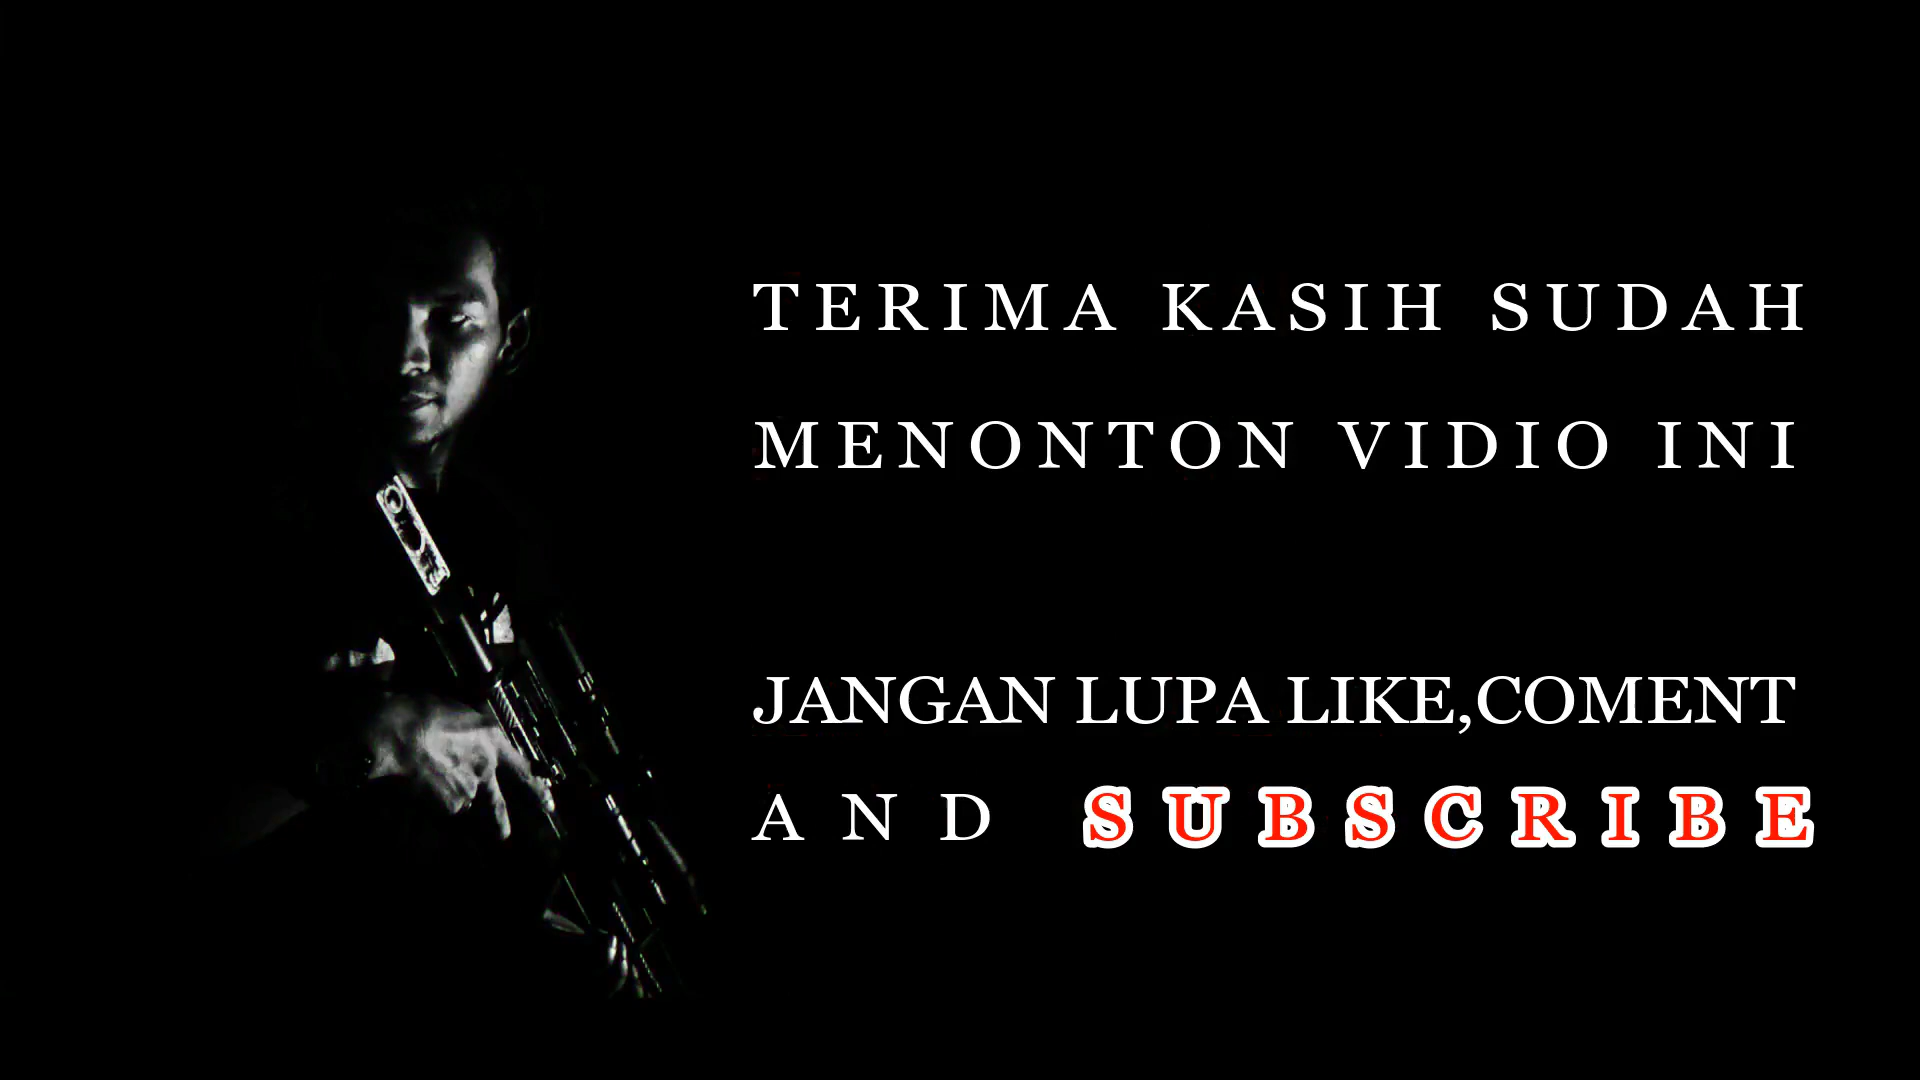 TERIMA KASIH SUDAH
MENONTON VIDIO INI
JANGAN LUPA LIKE,COMENT
AND SUBSCRIBE